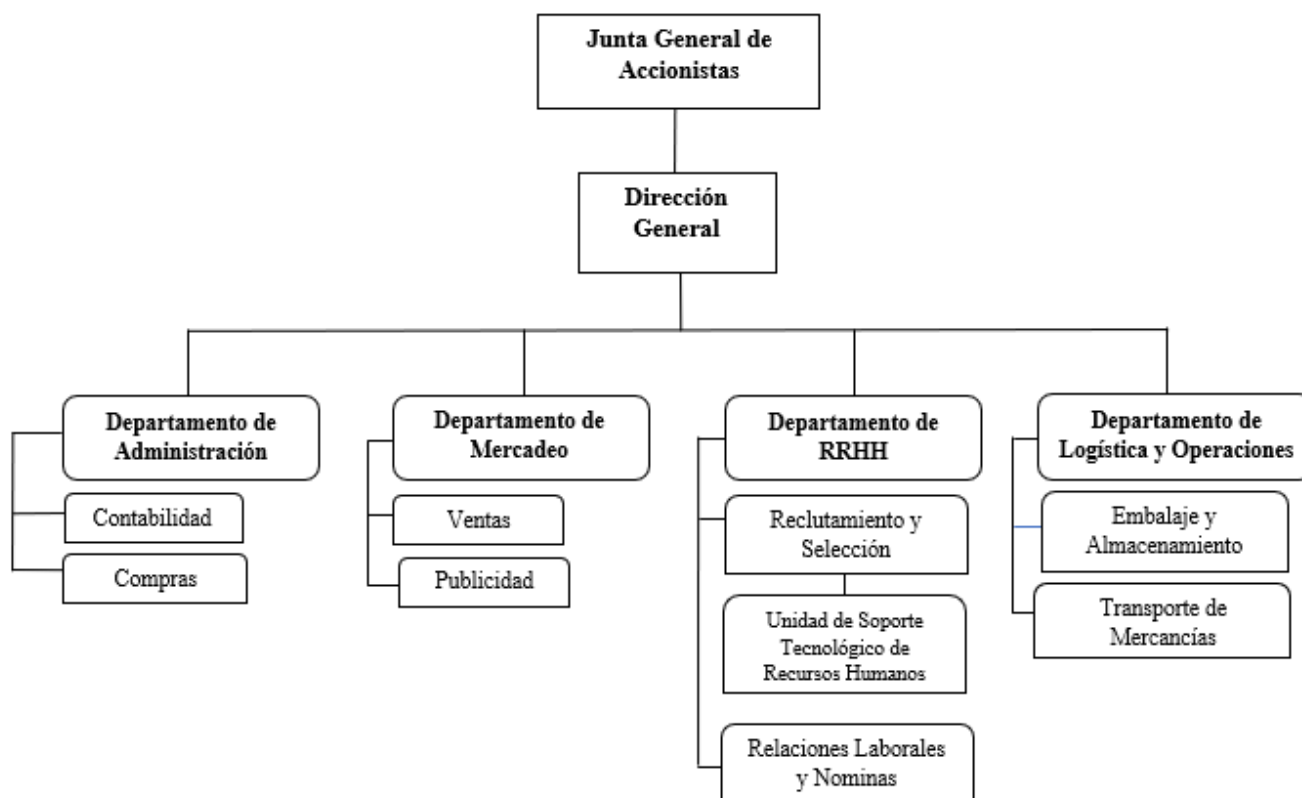 Junta General de
Accionistas
Dirección
General
Departamento de
Administración
Contabilidad
Compras
Departamento de
Mercadeo
Ventas
Publicidad
Departamento de
RRHH
Reclutamiento y
Selección
Unidad de Soporte
Tecnológico de
Recursos Humanos
Relaciones Laborales
y Nominas
Departamento de
Logística y Operaciones
Embalaje y
Almacenamiento
Transporte de
Mercancías